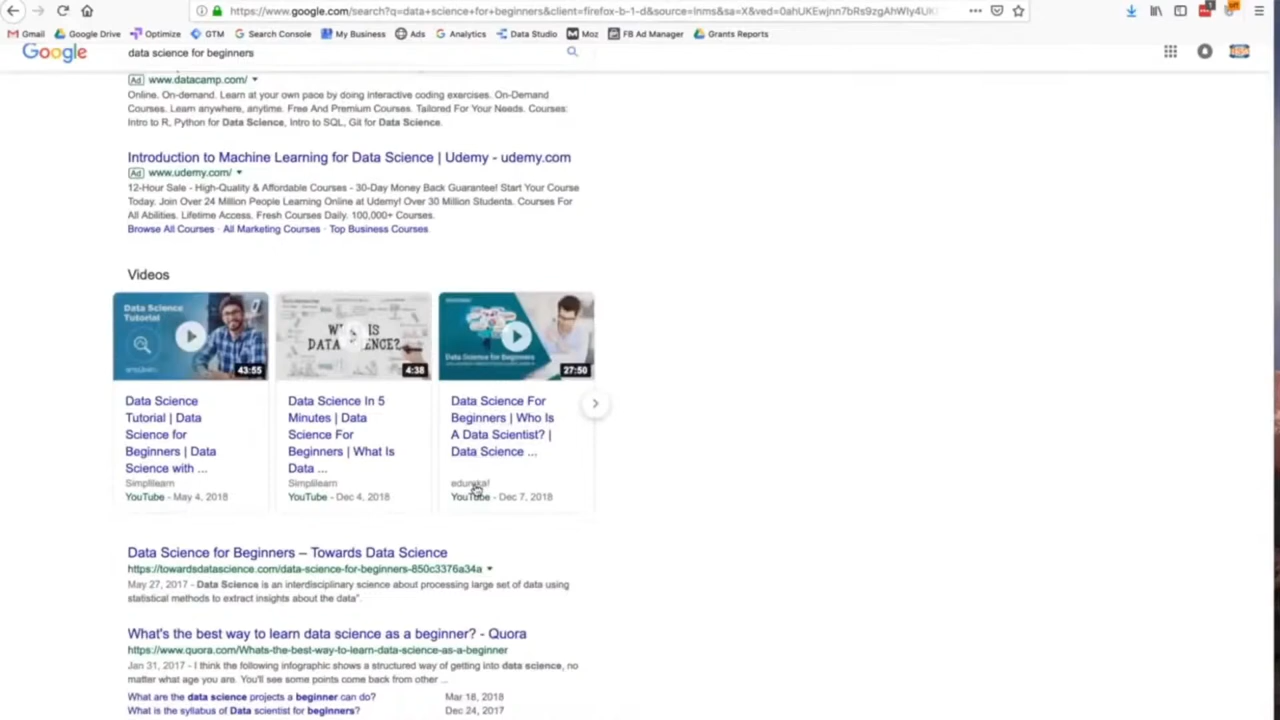 https://www.google.com/search?q=data+science+for+beginners&client=firefox-b-1-d&source=lnms&sa=X&ved=
Gmail Google Drive Optimize GTM Search Console My Business Ads Analytics Data Studio Moz FB Ad Manager Grants Reports
Google data science for beginners
Ad www.datacamp.com/
Online. On-demand. Learn at your own pace by doing interactive coding exercises. On-Demand
Courses. Learn anywhere, anytime. Free And Premium Courses. Tailored For Your Needs. Courses:
Intro to R, Python for Data Science, Intro to SQL, Git for Data Science.
Introduction to Machine Learning for Data Science | Udemy - udemy.com
Ad www.udemy.com/
12-Hour Sale - High-Quality & Affordable Courses - 30-Day Money Back Guarantee! Start Your Course
Today. Join Over 24 Million People Learning Online at Udemy! Over 30 Million Students. Courses For
All Abilities. Lifetime Access. Fresh Courses Daily. 100,000+ Courses.
Browse All Courses · All Marketing Courses · Top Business Courses
Videos
Data Science
Tutorial
43:55
WHAT IS
DATA SCIENCE?
4:38
Data Science for Beginners
27:50
Data Science
Tutorial | Data
Science for
Beginners | Data
Science with ...
Simplilearn
YouTube - May 4, 2018
Data Science In 5
Minutes | Data
Science For
Beginners | What Is
Data ...
Simplilearn
YouTube - Dec 4, 2018
Data Science For
Beginners | Who Is
A Data Scientist? |
Data Science ...
edureka!
YouTube - Dec 7, 2018
Data Science for Beginners – Towards Data Science
https://towardsdatascience.com/data-science-for-beginners-850c3376a34a
May 27, 2017 - Data Science is an interdisciplinary science about processing large set of data using
statistical methods to extract insights about the data".
What's the best way to learn data science as a beginner? - Quora
https://www.quora.com/Whats-the-best-way-to-learn-data-science-as-a-beginner
Jan 31, 2017 - I think the following infographic shows a structured way of getting into data science, no
matter what age you are. You'll see some points come back from other ...
What are the data science projects a beginner can do? Mar 18, 2018
What is the syllabus of Data scientist for beginners? Dec 24, 2017